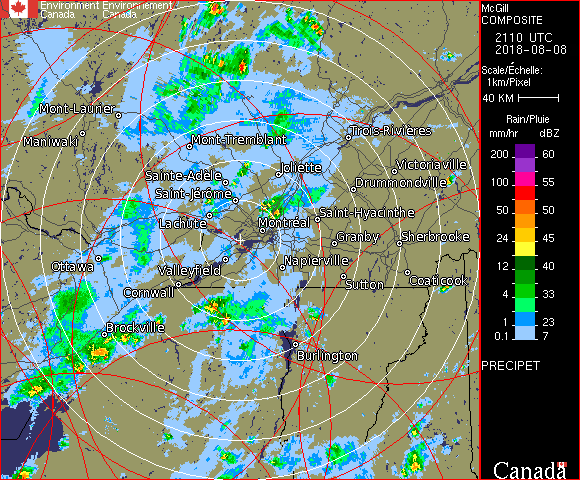 Environment Environnement
Canada Canada
McGill
COMPOSITE
2110 UTC
2018-08-08
Scale/Échelle:
1km/Pixel
40 KM
Rain/Pluie
mm/hr dBZ
200 60
100 55
50 50
24 45
12 40
4 33
1 23
0.1 7
PRECIPET
Canada
Mont-Laurier
Maniwaki
Mont-Tremblant
Trois-Rivières
Sainte-Adèle
Joliette
Victoriaville
Saint-Jérôme
Drummondville
Lachute
Montréal
Saint-Hyacinthe
Granby
Sherbrooke
Ottawa
Valleyfield
Napierville
Cornwall
Sutton
Coaticook
Brockville
Burlington